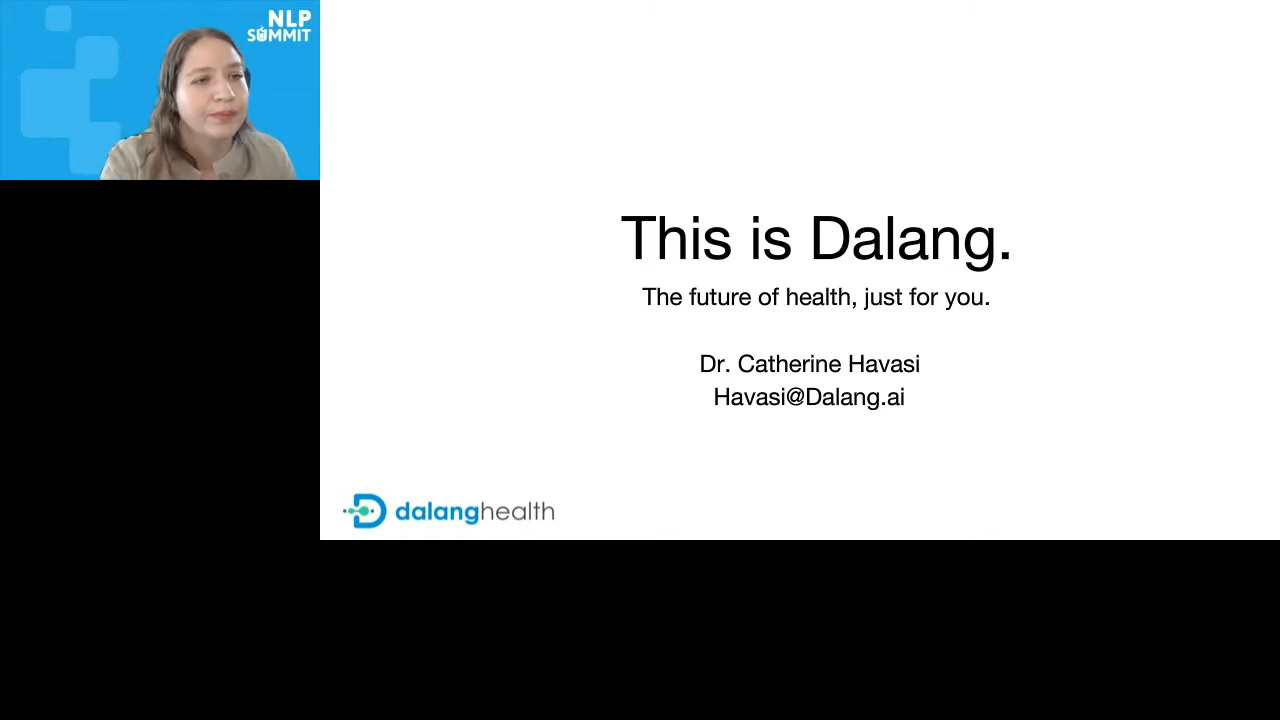 NLP
SUMMIT
This is Dalang.
The future of health, just for you.
Dr. Catherine Havasi
Havasi@Dalang.ai
dalanghealth